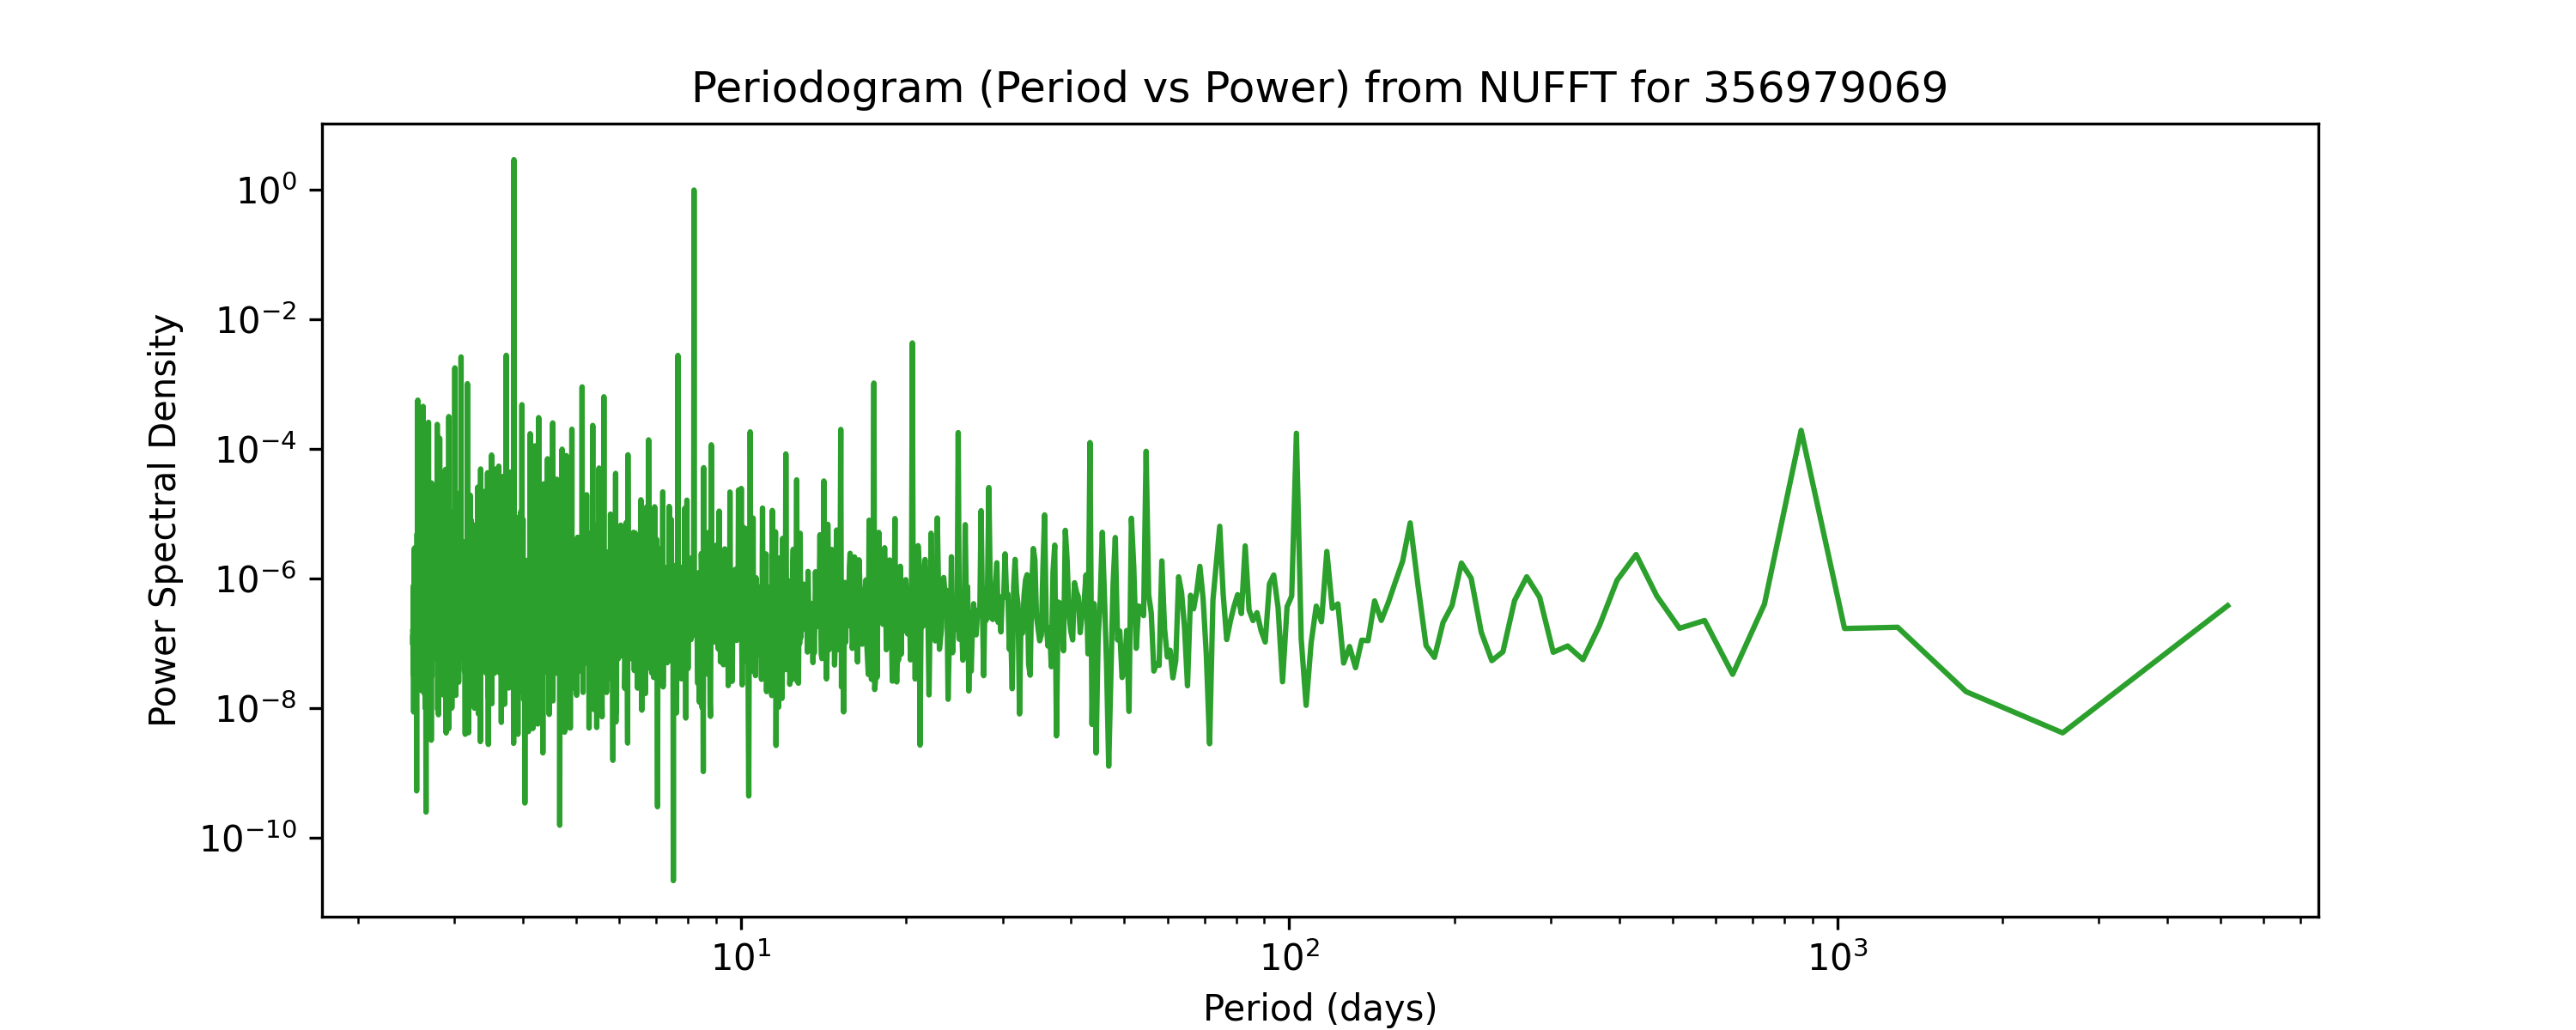 Periodogram (Period vs Power) from NUFFT for 356979069
Power Spectral Density
10⁰
10⁻²
10⁻⁴
10⁻⁶
10⁻⁸
10⁻¹⁰
10¹ 10² 10³
Period (days)